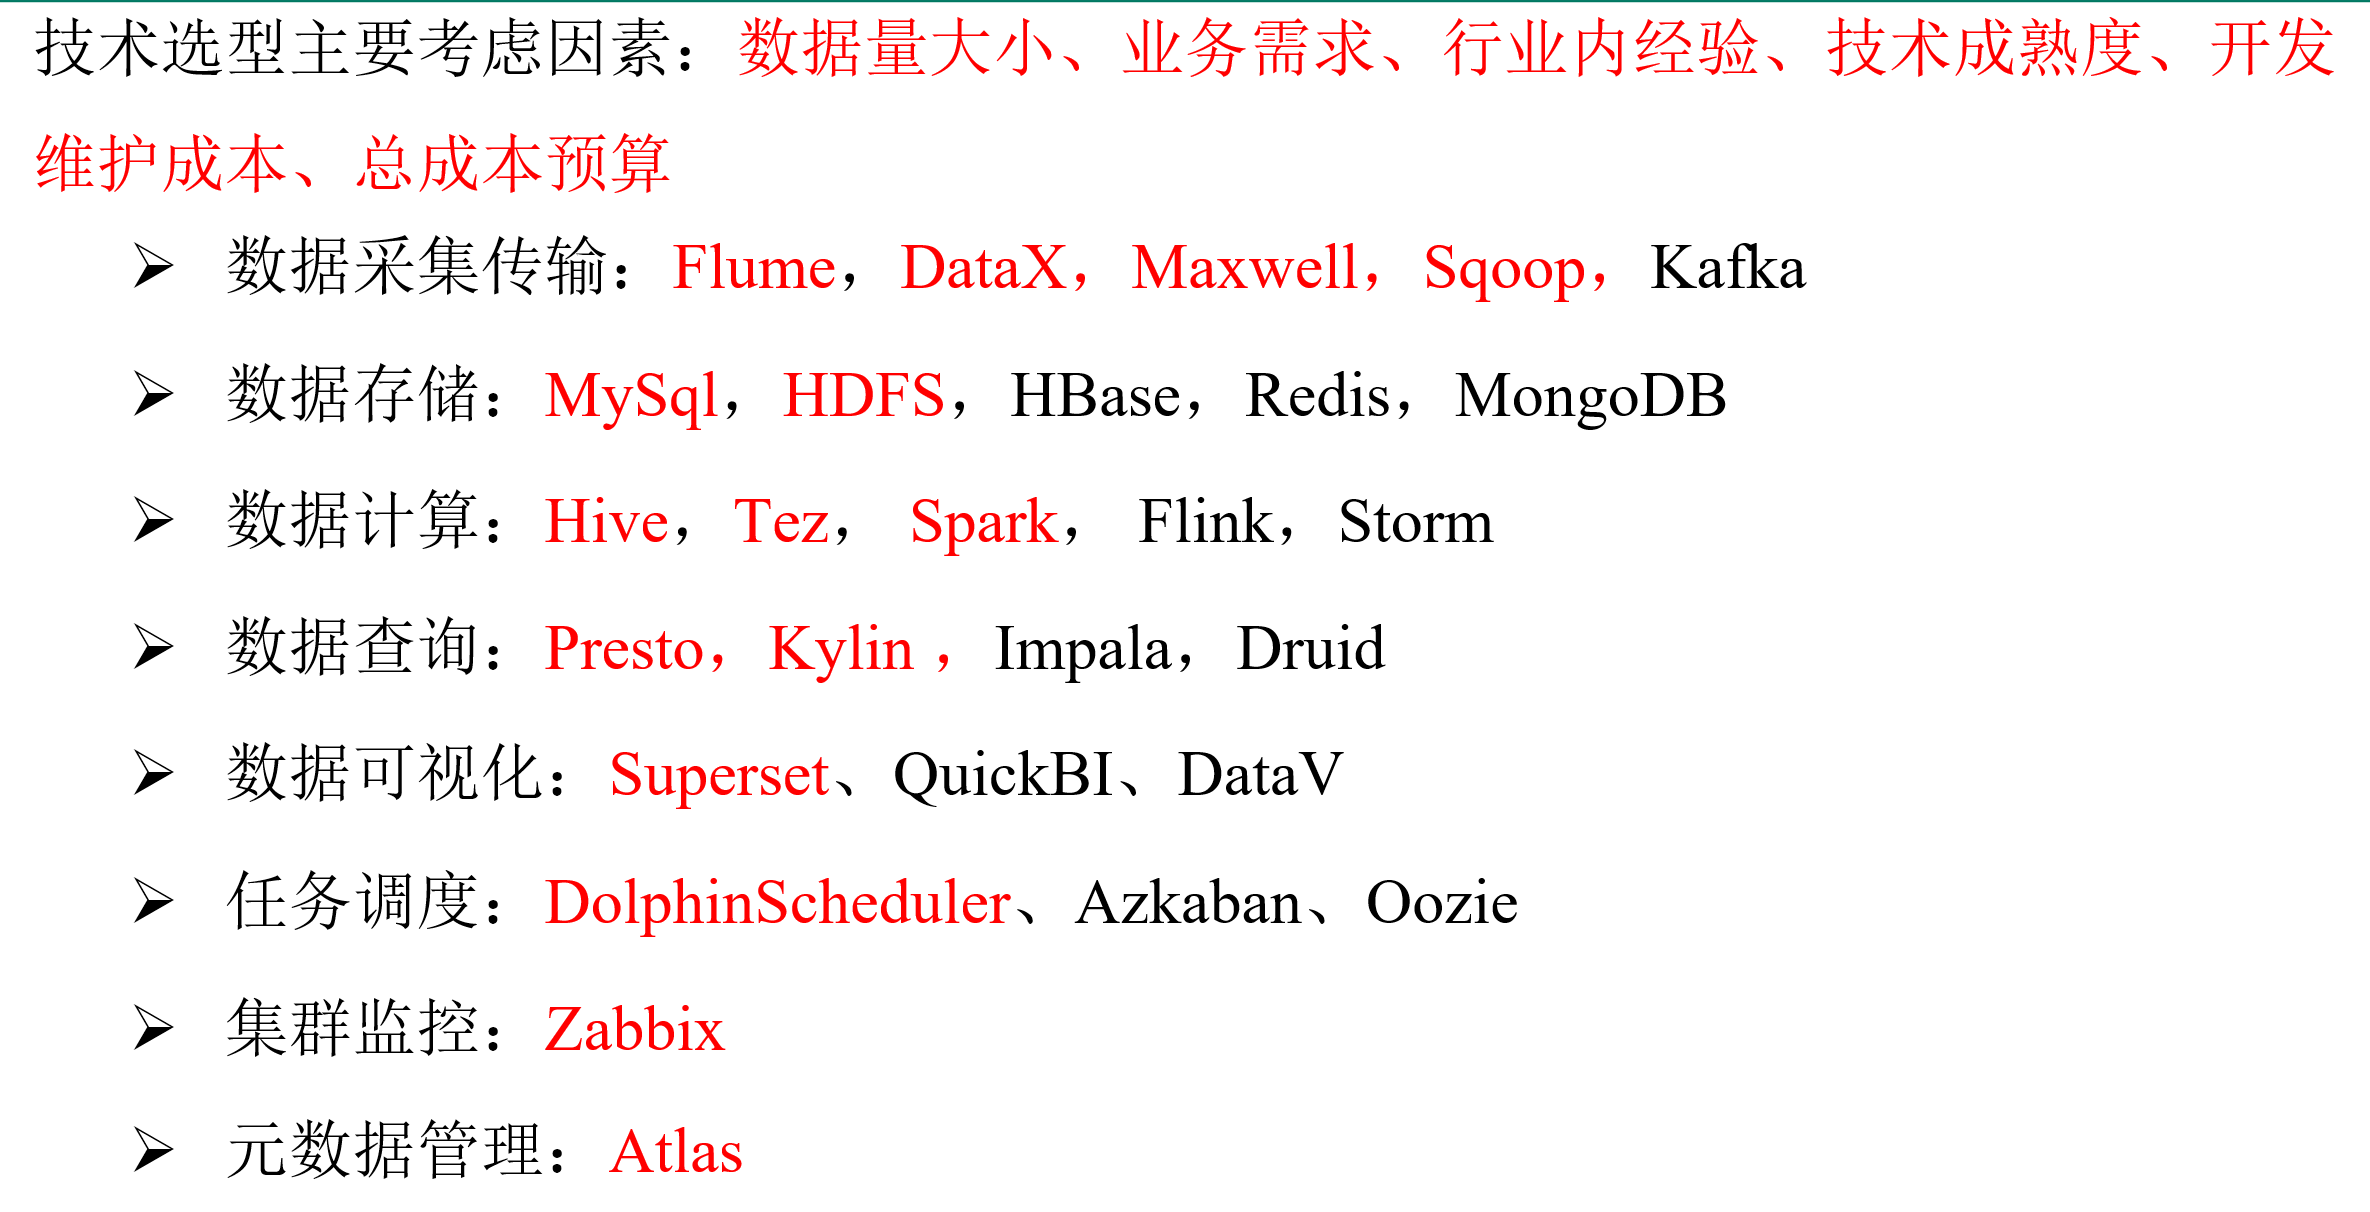 技术选型主要考虑因素：数据量大小、业务需求、行业内经验、技术成熟度、开发
维护成本、总成本预算
➢ 数据采集传输：Flume，DataX，Maxwell，Sqoop，Kafka
➢ 数据存储：MySql，HDFS，HBase，Redis，MongoDB
➢ 数据计算：Hive，Tez， Spark， Flink，Storm
➢ 数据查询：Presto，Kylin ，Impala，Druid
➢ 数据可视化：Superset、QuickBI、DataV
➢ 任务调度：DolphinScheduler、Azkaban、Oozie
➢ 集群监控：Zabbix
➢ 元数据管理：Atlas